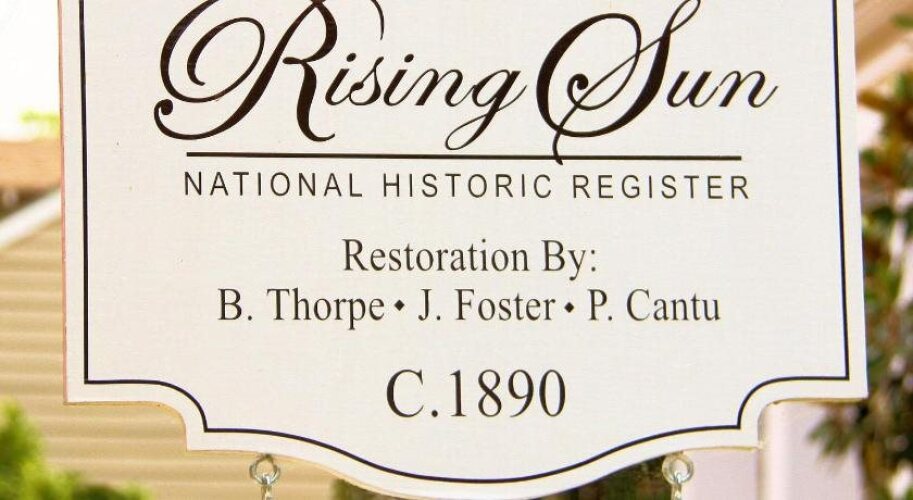 Rising Sun
NATIONAL HISTORIC REGISTER
Restoration By:
B. Thorpe • J. Foster • P. Cantu
C.1890